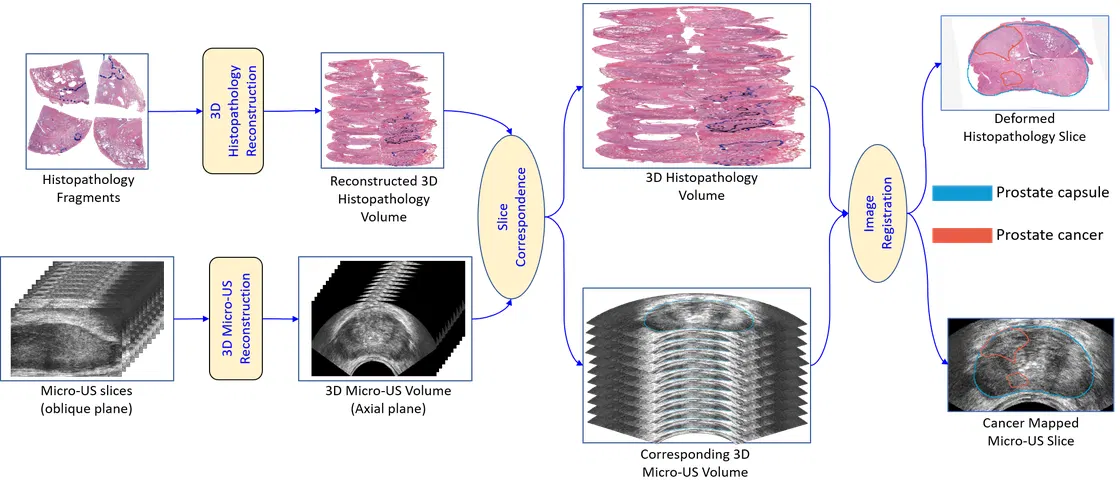 Histopathology
Fragments
3D
Histopathology
Reconstruction
Reconstructed 3D
Histopathology
Volume
Micro-US slices
(oblique plane)
3D Micro-US
Reconstruction
3D Micro-US Volume
(Axial plane)
Slice
Correspondence
3D Histopathology
Volume
Corresponding 3D
Micro-US Volume
Image
Registration
Deformed
Histopathology Slice
Prostate capsule
Prostate cancer
Cancer Mapped
Micro-US Slice